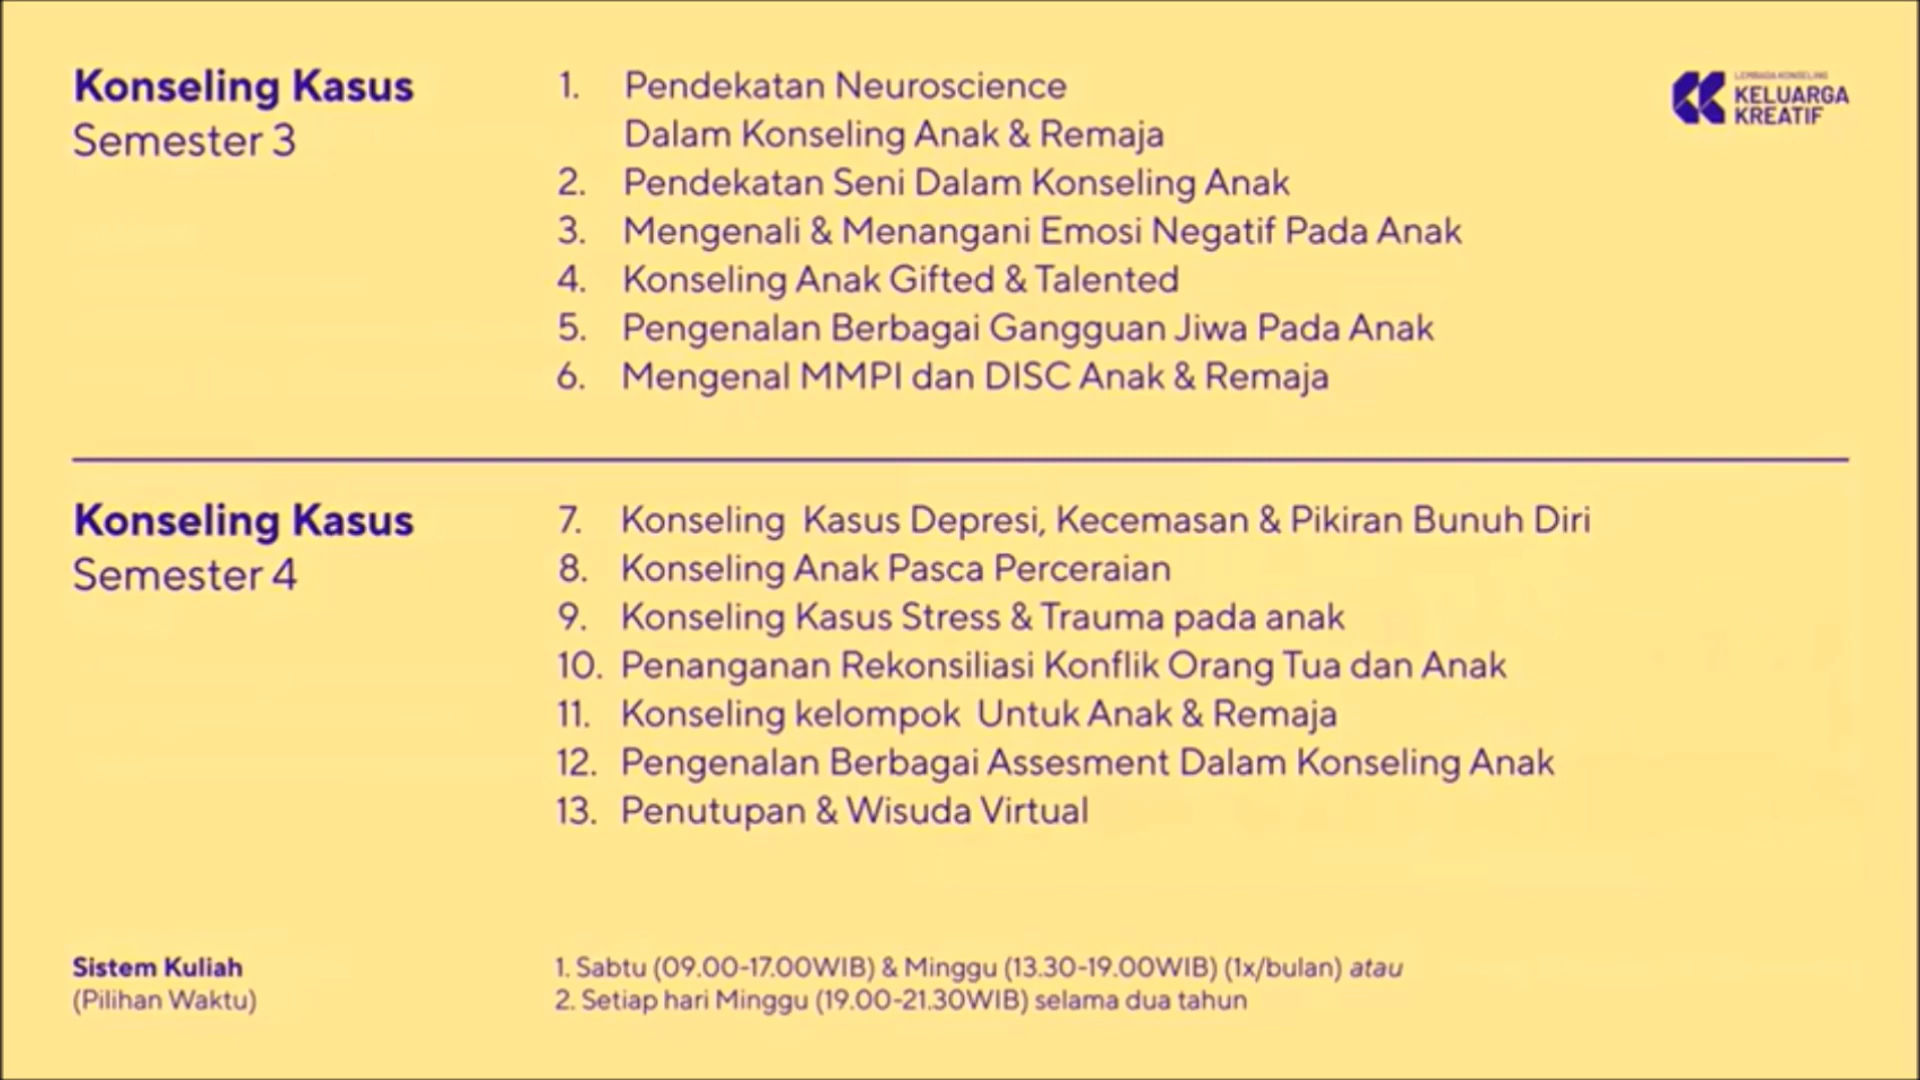 Konseling Kasus
Semester 3
1. Pendekatan Neuroscience
Dalam Konseling Anak & Remaja
2. Pendekatan Seni Dalam Konseling Anak
3. Mengenali & Menangani Emosi Negatif Pada Anak
4. Konseling Anak Gifted & Talented
5. Pengenalan Berbagai Gangguan Jiwa Pada Anak
6. Mengenal MMPI dan DISC Anak & Remaja
LEMBAGA KONSELING
KELUARGA
KREATIF
Konseling Kasus
Semester 4
7. Konseling Kasus Depresi, Kecemasan & Pikiran Bunuh Diri
8. Konseling Anak Pasca Perceraian
9. Konseling Kasus Stress & Trauma pada anak
10. Penanganan Rekonsiliasi Konflik Orang Tua dan Anak
11. Konseling kelompok Untuk Anak & Remaja
12. Pengenalan Berbagai Assesment Dalam Konseling Anak
13. Penutupan & Wisuda Virtual
Sistem Kuliah
(Pilihan Waktu)
1. Sabtu (09.00-17.00WIB) & Minggu (13.30-19.00WIB) (1x/bulan) atau
2. Setiap hari Minggu (19.00-21.30WIB) selama dua tahun